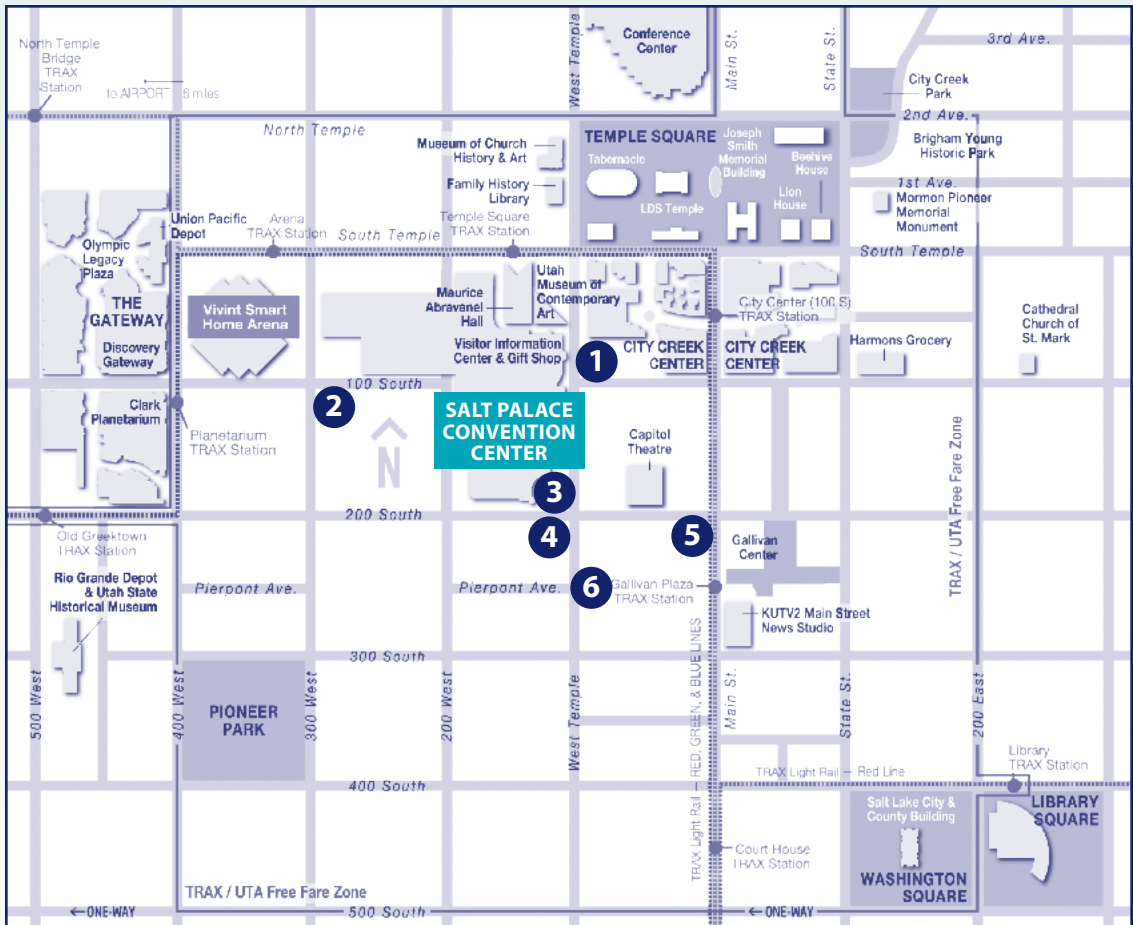 North Temple
Bridge
TRAX
Station
to AIRPORT 6 miles
North Temple
West Temple
Conference
Center
Main St.
State St.
3rd Ave.
City Creek
Park
2nd Ave.
Brigham Young
Historic Park
1st Ave.
Mormon Pioneer
Memorial
Monument
South Temple
Museum of Church
History & Art
Family History
Library
Temple Square
TRAX Station
TEMPLE SQUARE
Tabernacle
LDS Temple
Joseph
Smith
Memorial
Building
Beehive
House
Lion
House
Union Pacific
Depot
Arena
TRAX Station
South Temple
Olympic
Legacy
Plaza
THE
GATEWAY
Discovery
Gateway
Vivint Smart
Home Arena
Maurice
Abravanel
Hall
Utah
Museum of
Contemporary
Art
Visitor Information
Center & Gift Shop
1
CITY CREEK
CENTER
City Center (100 S)
TRAX Station
CITY CREEK
CENTER
Harmons Grocery
Cathedral
Church of
St. Mark
100 South
2
Clark
Planetarium
Planetarium
TRAX Station
N
SALT PALACE
CONVENTION
CENTER
Capitol
Theatre
3
200 South
4
5
Old Greektown
TRAX Station
Gallivan
Center
TRAX / UTA Free Fare Zone
Rio Grande Depot
& Utah State
Historical Museum
Pierpont Ave.
Pierpont Ave.
6
Gallivan Plaza
TRAX Station
KUTV2 Main Street
News Studio
300 South
500 West
400 West
PIONEER
PARK
300 West
200 West
West Temple
TRAX Light Rail — RED, GREEN, & BLUE LINES
Main St.
State St.
200 East
Library
TRAX Station
TRAX Light Rail — Red Line
400 South
Salt Lake City &
County Building
LIBRARY
SQUARE
Court House
TRAX Station
WASHINGTON
SQUARE
TRAX / UTA Free Fare Zone
← ONE-WAY
500 South
← ONE-WAY